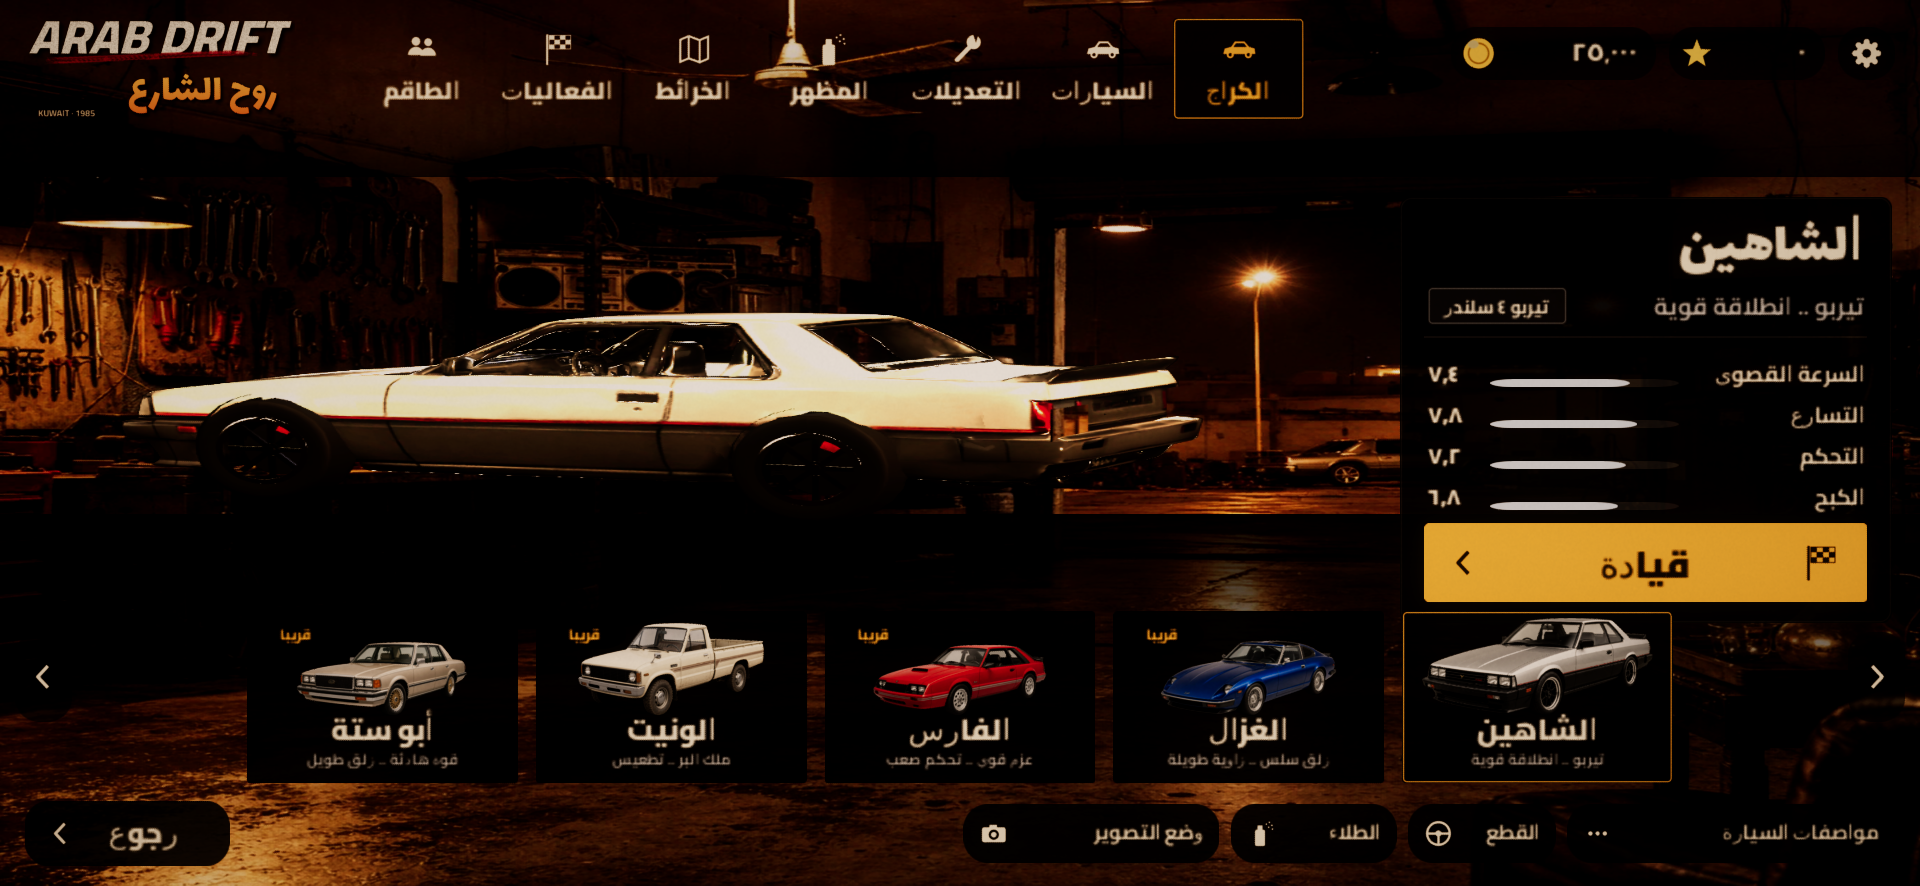 ARAB DRIFT
روح الشارع
KUWAIT · 1985
الكراج
السيارات
التعديلات
المظهر
الخرائط
الفعاليات
الطاقم
٢٥,٠٠٠
٠
الشاهين
تيربو .. انطلاقة قوية
تيربو ٤ سلندر
السرعة القصوى ٧,٤
التسارع ٧,٨
التحكم ٧,٢
الكبح ٦,٨
قيادة
الشاهين
تيربو .. انطلاقة قوية
قريبا
الغزال
زلق سلس .. زاوية طويلة
قريبا
الفارس
عزم قوي .. تحكم صعب
قريبا
الونيت
ملك البر .. تطعيس
قريبا
أبو ستة
قوة هادئة .. زلق طويل
مواصفات السيارة
القطع
الطلاء
وضع التصوير
رجوع